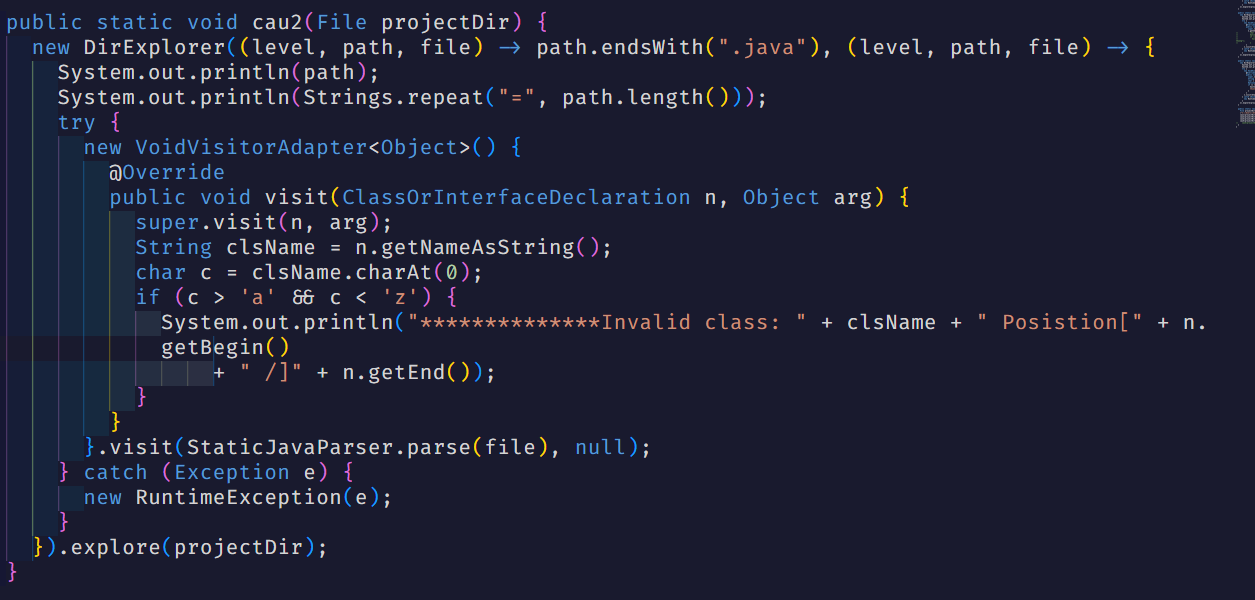 public static void cau2(File projectDir) {
new DirExplorer((level, path, file) -> path.endsWith(".java"), (level, path, file) -> {
System.out.println(path);
System.out.println(Strings.repeat("=", path.length()));
try {
new VoidVisitorAdapter<Object>() {
@Override
public void visit(ClassOrInterfaceDeclaration n, Object arg) {
super.visit(n, arg);
String clsName = n.getNameAsString();
char c = clsName.charAt(0);
if (c > 'a' && c < 'z') {
System.out.println("**************Invalid class: " + clsName + " Posistion[" + n.
getBegin()
+ " /]" + n.getEnd());
}
}
}.visit(StaticJavaParser.parse(file), null);
} catch (Exception e) {
new RuntimeException(e);
}
}).explore(projectDir);
}